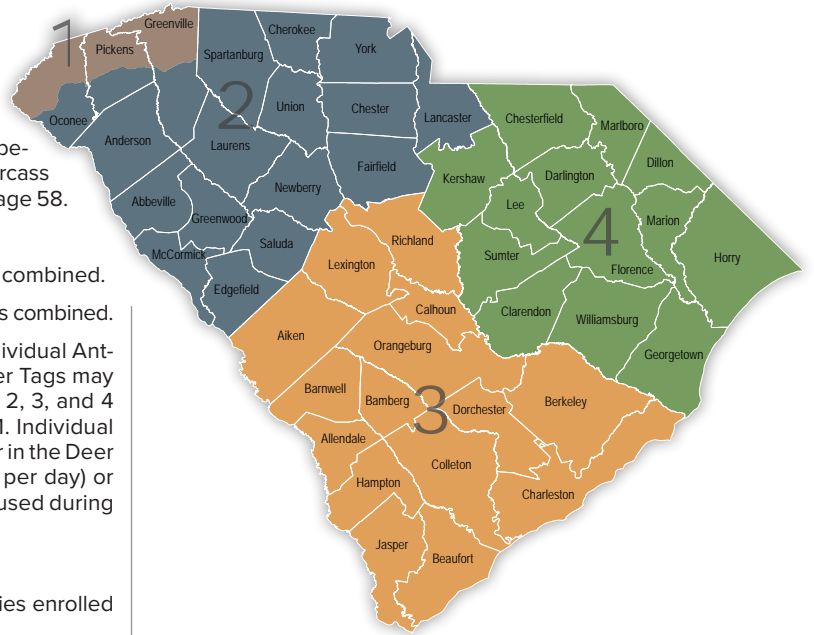 be-
rcass
age 58.
combined.
s combined.
ividual Ant-
er Tags may
2, 3, and 4
1. Individual
r in the Deer
per day) or
used during
ies enrolled
1
Greenville
Pickens
Oconee
Cherokee
York
Spartanburg
2
Union
Chester
Lancaster
Anderson
Laurens
Fairfield
Abbeville
Newberry
Greenwood
McCormick
Saluda
Edgefield
Chesterfield
Marlboro
Dillon
Kershaw
Darlington
Lee
Marion
4
Florence
Horry
Sumter
Clarendon
Williamsburg
Georgetown
Richland
Lexington
Calhoun
Aiken
Orangeburg
Barnwell
Bamberg
3
Dorchester
Berkeley
Allendale
Colleton
Hampton
Charleston
Jasper
Beaufort